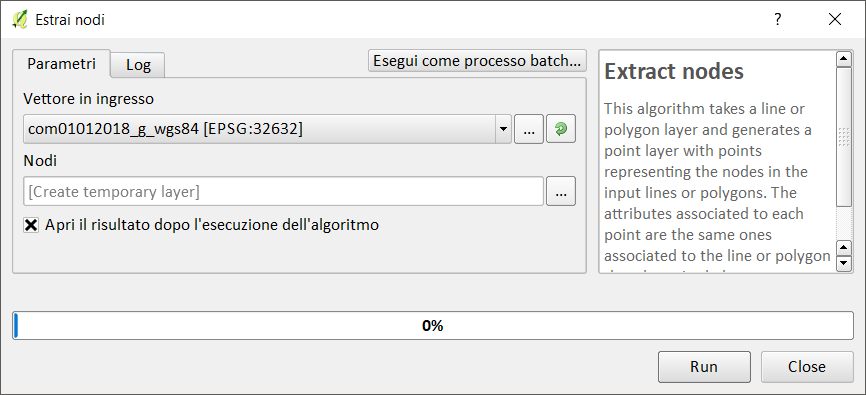 Estrai nodi
?
Parametri
Log
Esegui come processo batch...
Vettore in ingresso
com01012018_g_wgs84 [EPSG:32632]
...
Nodi
[Create temporary layer]
...
Apri il risultato dopo l'esecuzione dell'algoritmo
Extract nodes
This algorithm takes a line or
polygon layer and generates a
point layer with points
representing the nodes in the
input lines or polygons. The
attributes associated to each
point are the same ones
associated to the line or polygon
0%
Run
Close